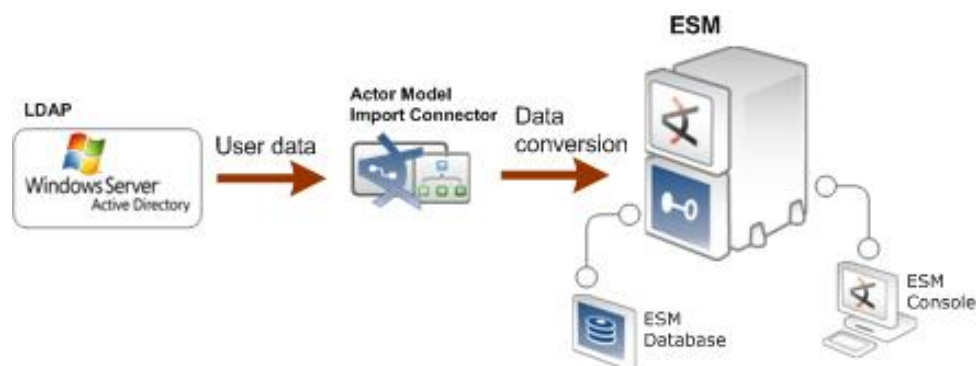 ESM
LDAP
Windows Server
Active Directory
User data
Actor Model
Import Connector
Data
conversion
ESM
Database
ESM
Console